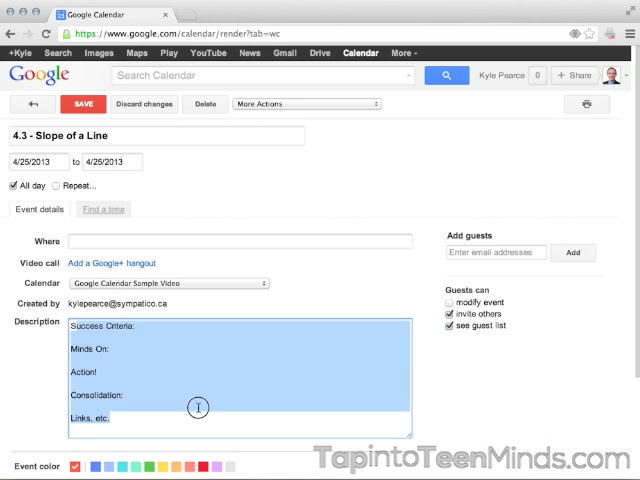 Google Calendar
https://www.google.com/calendar/render?tab=wc
+Kyle Search Images Maps Play YouTube News Gmail Drive Calendar More
Google Search Calendar Kyle Pearce 0 + Share
SAVE Discard changes Delete More Actions
4.3 - Slope of a Line
4/25/2013 to 4/25/2013
All day Repeat...
Event details Find a time
Where
Video call Add a Google+ hangout
Calendar Google Calendar Sample Video
Created by kylepearce@sympatico.ca
Description Success Criteria:
Minds On:
Action!
Consolidation:
Links, etc.
Event color
Add guests
Enter email addresses Add
Guests can
modify event
invite others
see guest list
TapintoTeenMinds.com